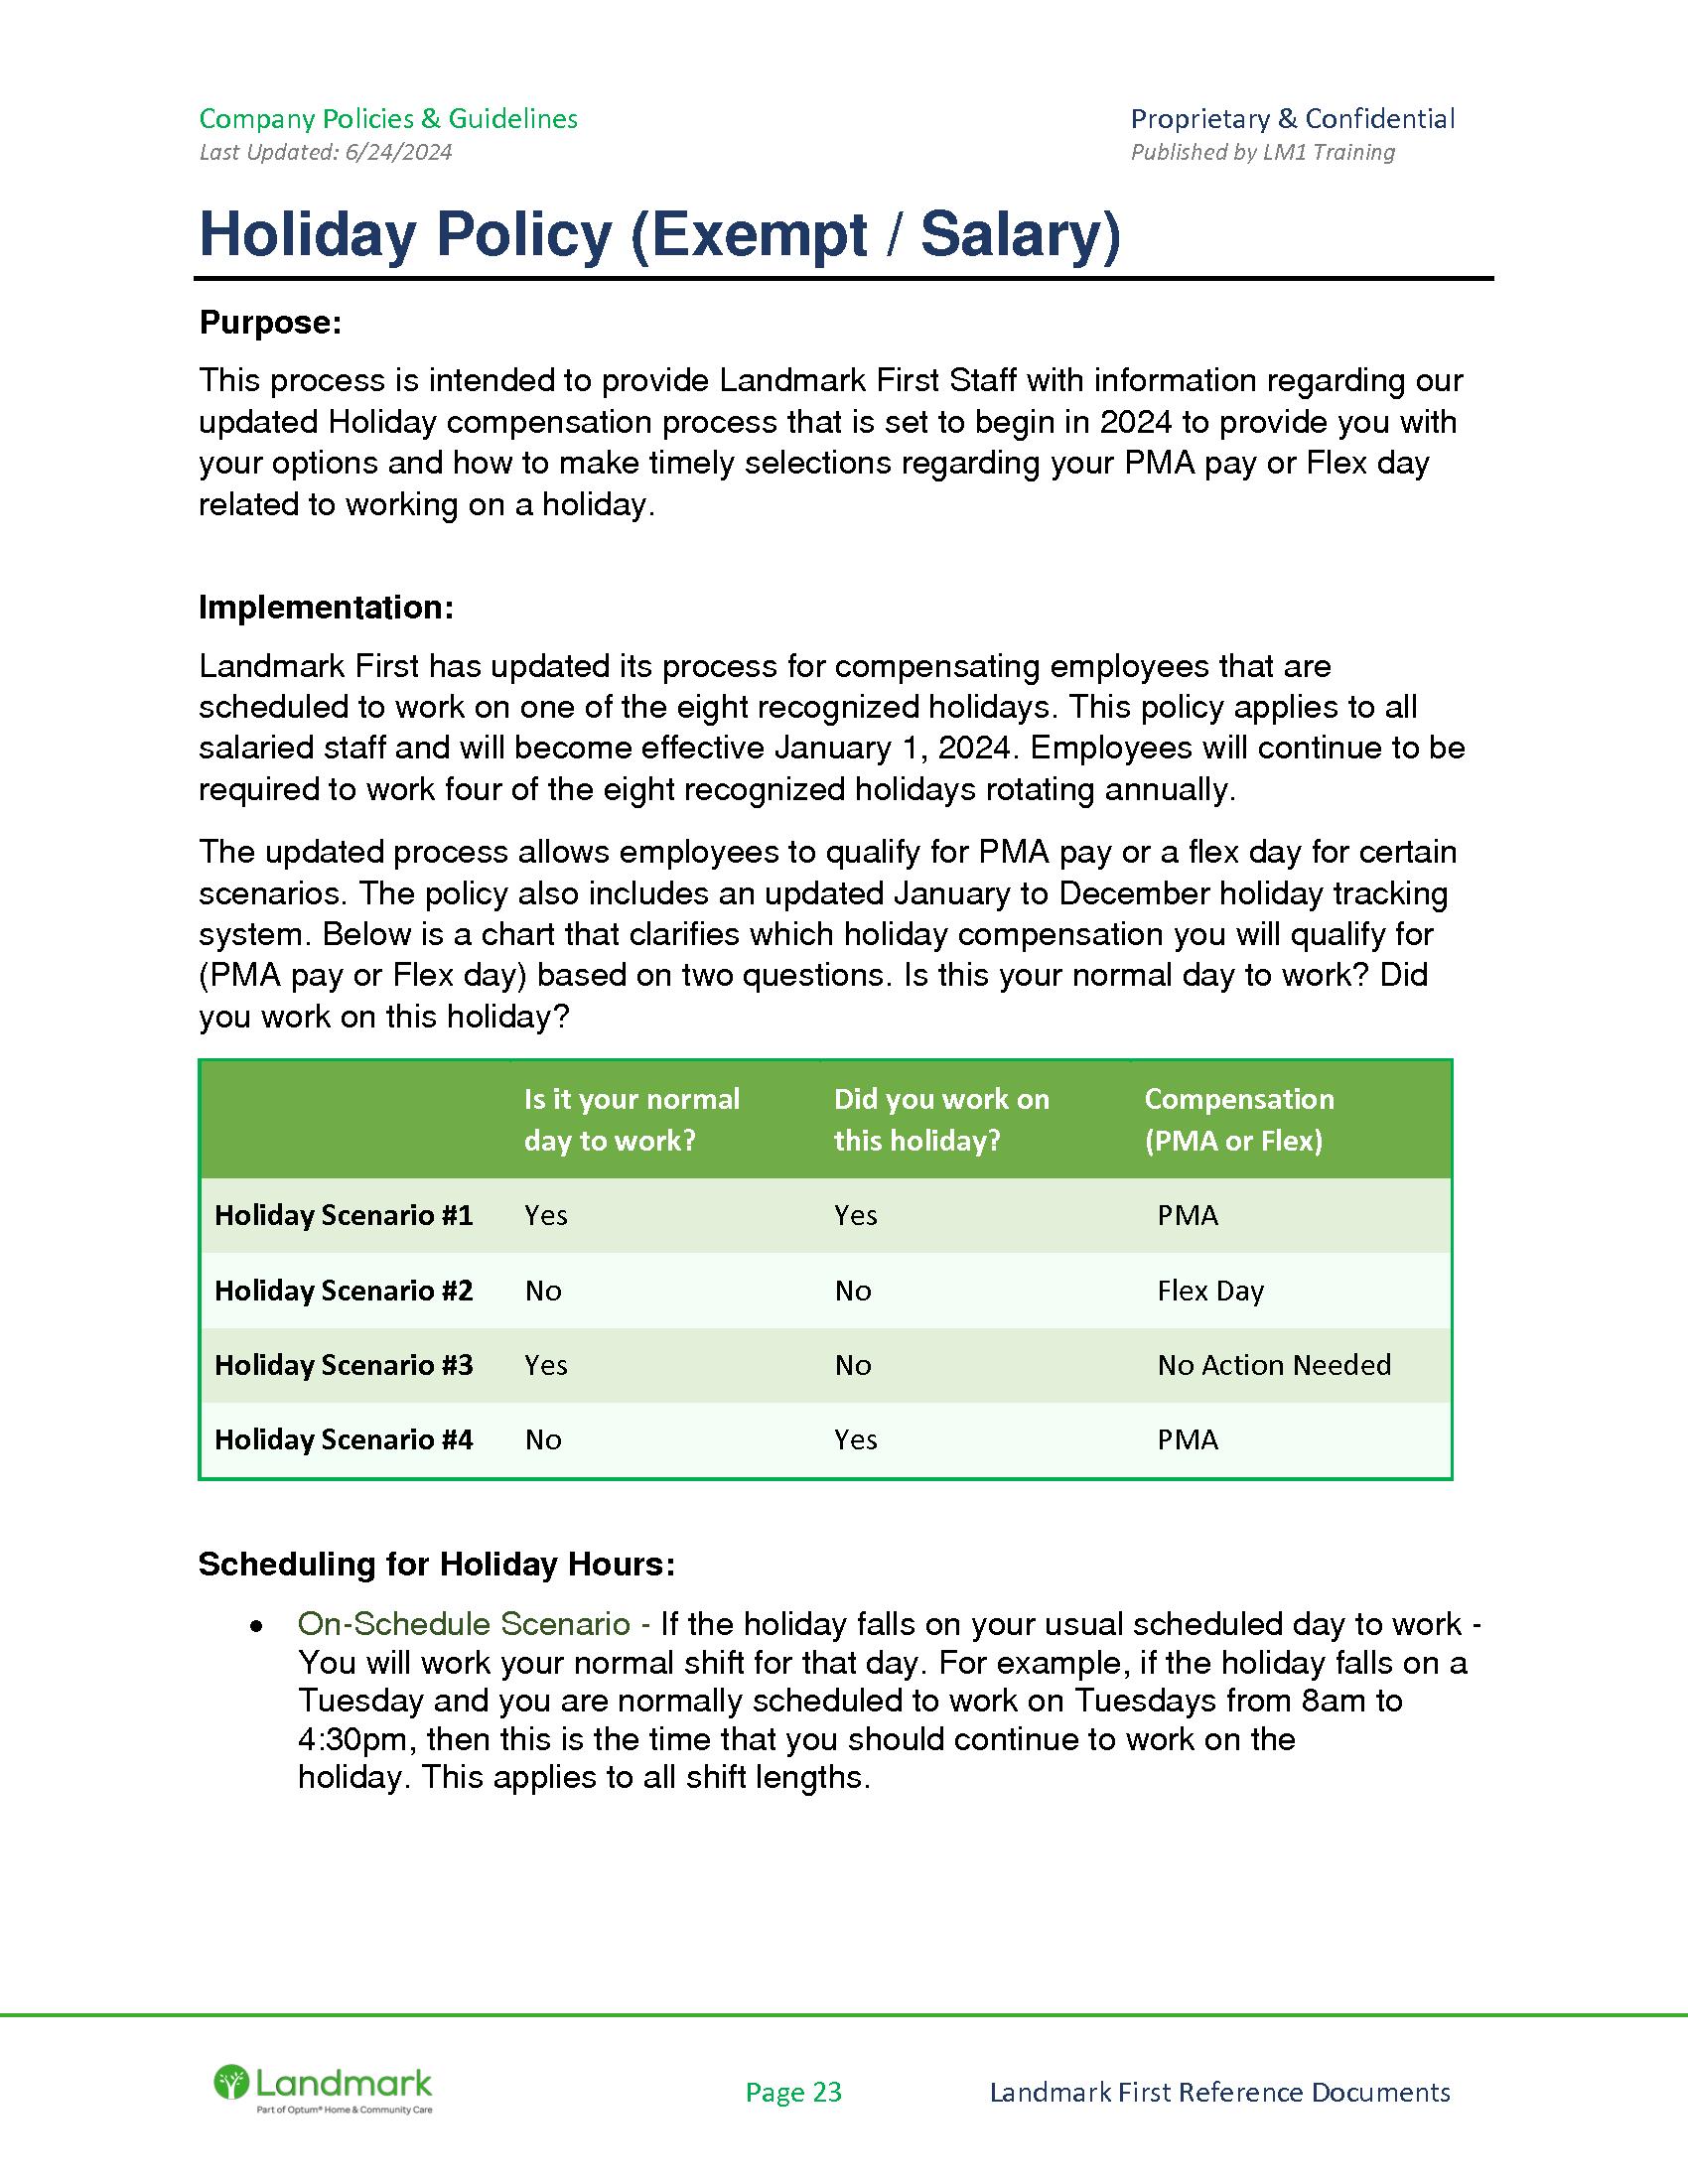 Company Policies & Guidelines
Proprietary & Confidential
Last Updated: 6/24/2024
Published by LM1 Training
Holiday Policy (Exempt / Salary)
Purpose:
This process is intended to provide Landmark First Staff with information regarding our
updated Holiday compensation process that is set to begin in 2024 to provide you with
your options and how to make timely selections regarding your PMA pay or Flex day
related to working on a holiday.
Implementation:
Landmark First has updated its process for compensating employees that are
scheduled to work on one of the eight recognized holidays. This policy applies to all
salaried staff and will become effective January 1, 2024. Employees will continue to be
required to work four of the eight recognized holidays rotating annually.
The updated process allows employees to qualify for PMA pay or a flex day for certain
scenarios. The policy also includes an updated January to December holiday tracking
system. Below is a chart that clarifies which holiday compensation you will qualify for
(PMA pay or Flex day) based on two questions. Is this your normal day to work? Did
you work on this holiday?
Is it your normal Did you work on Compensation
day to work? this holiday? (PMA or Flex)
Holiday Scenario #1 Yes Yes PMA
Holiday Scenario #2 No No Flex Day
Holiday Scenario #3 Yes No No Action Needed
Holiday Scenario #4 No Yes PMA
Scheduling for Holiday Hours:
• On-Schedule Scenario - If the holiday falls on your usual scheduled day to work -
You will work your normal shift for that day. For example, if the holiday falls on a
Tuesday and you are normally scheduled to work on Tuesdays from 8am to
4:30pm, then this is the time that you should continue to work on the
holiday. This applies to all shift lengths.
Landmark
Part of Optum® Home & Community Care
Page 23
Landmark First Reference Documents